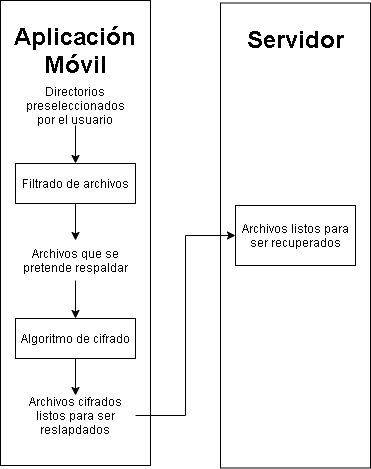 Aplicación
Móvil
Directorios
preseleccionados
por el usuario
Filtrado de archivos
Archivos que se
pretende respaldar
Algoritmo de cifrado
Archivos cifrados
listos para ser
reslapdados
Servidor
Archivos listos para
ser recuperados